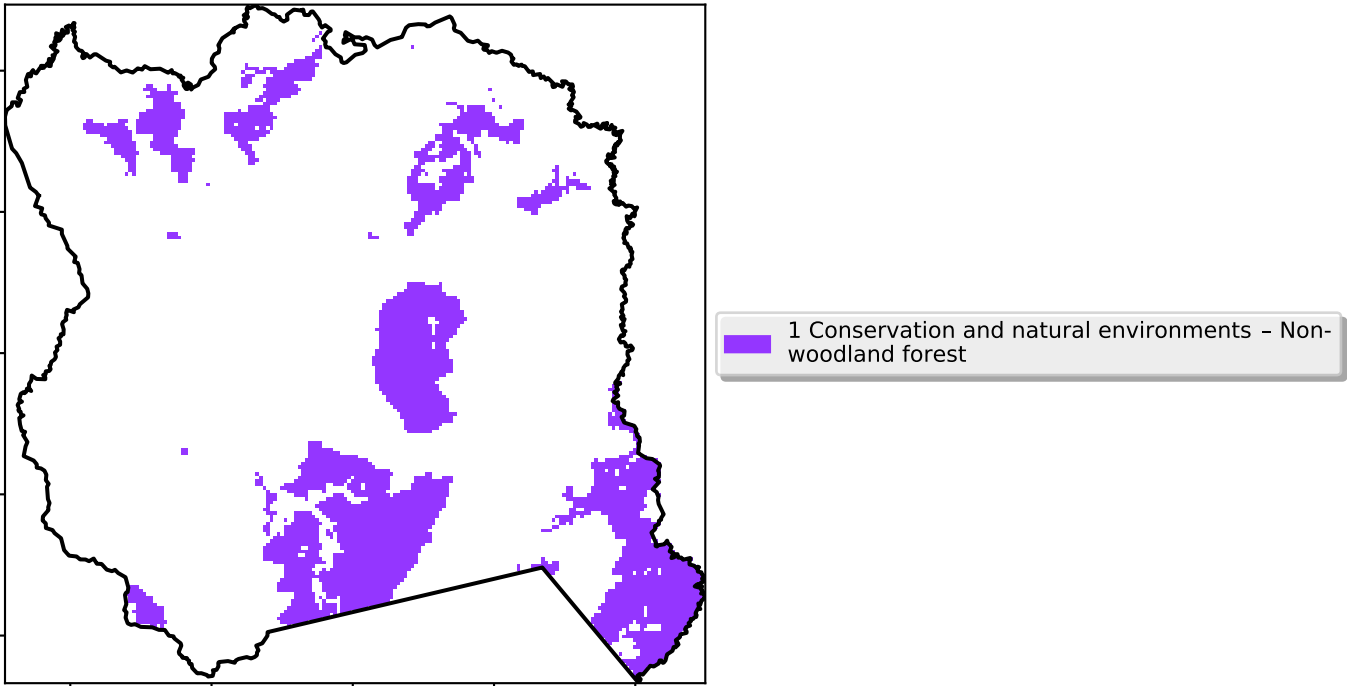 1 Conservation and natural environments – Non-
woodland forest